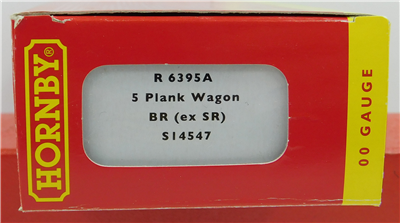 HORNBY®
R 6395A
5 Plank Wagon
BR (ex SR)
S14547
00 GAUGE